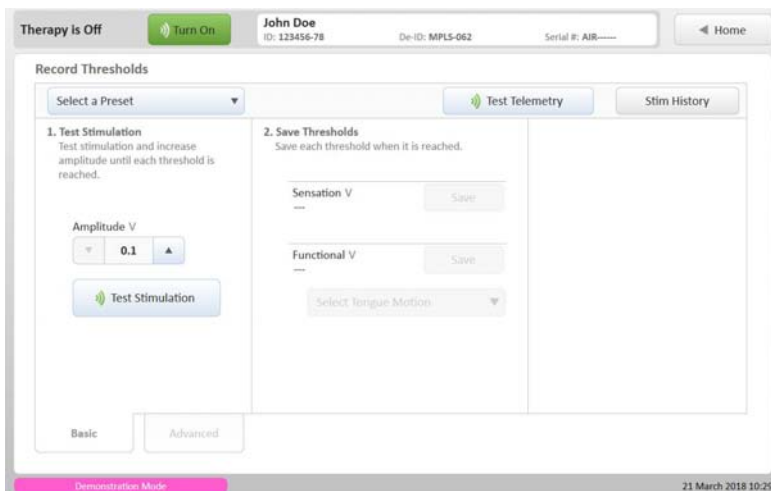 Therapy is Off
Turn On
John Doe
ID: 123456-78 De-ID: MPLS-062 Serial #: AIR------
Home
Record Thresholds
Select a Preset
Test Telemetry
Stim History
1. Test Stimulation
Test stimulation and increase
amplitude until each threshold is
reached.
Amplitude V
0.1
Test Stimulation
2. Save Thresholds
Save each threshold when it is reached.
Sensation V
---
Save
Functional V
---
Save
Select Tongue Motion
Basic
Advanced
Demonstration Mode
21 March 2018 10:29